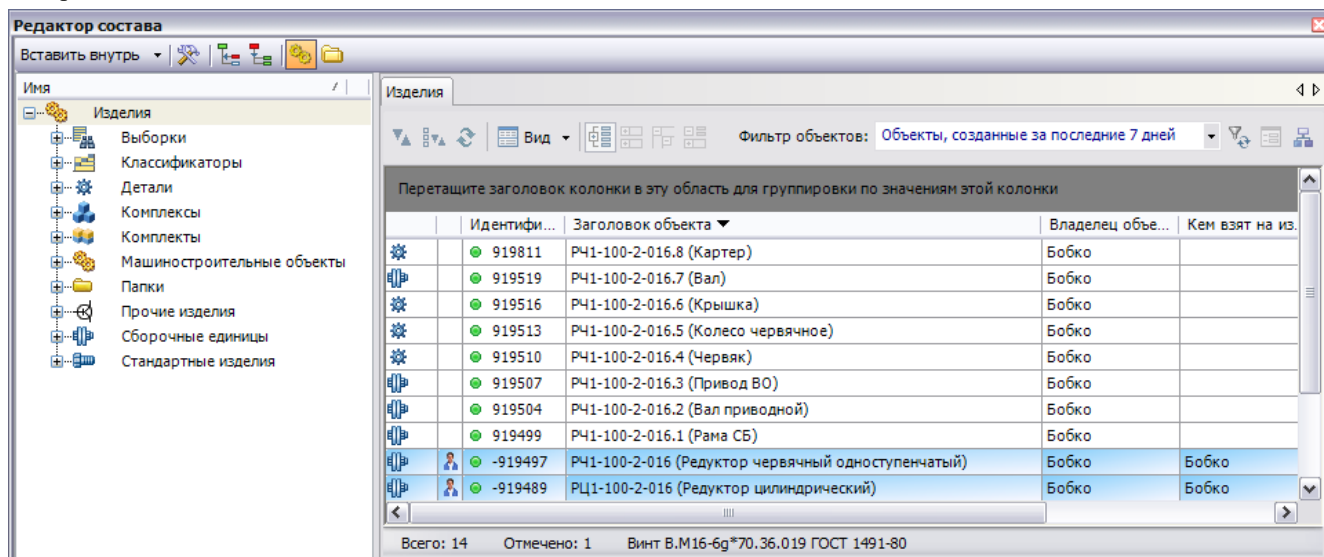 Редактор состава
Вставить внутрь
Имя
Изделия
Выборки
Классификаторы
Детали
Комплексы
Комплекты
Машиностроительные объекты
Папки
Прочие изделия
Сборочные единицы
Стандартные изделия
Изделия
Вид Фильтр объектов: Объекты, созданные за последние 7 дней
Перетащите заголовок колонки в эту область для группировки по значениям этой колонки
Идентифи... Заголовок объекта Владелец объе... Кем взят на из.
919811 РЧ1-100-2-016.8 (Картер) Бобко
919519 РЧ1-100-2-016.7 (Вал) Бобко
919516 РЧ1-100-2-016.6 (Крышка) Бобко
919513 РЧ1-100-2-016.5 (Колесо червячное) Бобко
919510 РЧ1-100-2-016.4 (Червяк) Бобко
919507 РЧ1-100-2-016.3 (Привод ВО) Бобко
919504 РЧ1-100-2-016.2 (Вал приводной) Бобко
919499 РЧ1-100-2-016.1 (Рама СБ) Бобко
-919497 РЧ1-100-2-016 (Редуктор червячный одноступенчатый) Бобко Бобко
-919489 РЦ1-100-2-016 (Редуктор цилиндрический) Бобко Бобко
Всего: 14 Отмечено: 1 Винт В.М16-6g*70.36.019 ГОСТ 1491-80